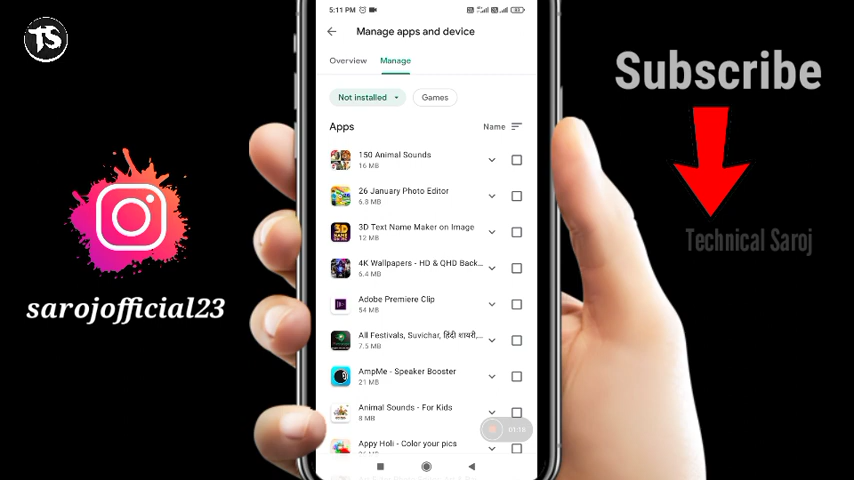 TS
5:11 PM
Manage apps and device
Overview
Manage
Not installed
Games
Apps
Name
150 Animal Sounds
16 MB
26 January Photo Editor
6.8 MB
3D Text Name Maker on Image
12 MB
4K Wallpapers - HD & QHD Back...
6.4 MB
Adobe Premiere Clip
54 MB
All Festivals, Suvichar, हिंदी शायरी,...
7.5 MB
AmpMe - Speaker Booster
21 MB
Animal Sounds - For Kids
8 MB
Appy Holi - Color your pics
Subscribe
Technical Saroj
sarojofficial23